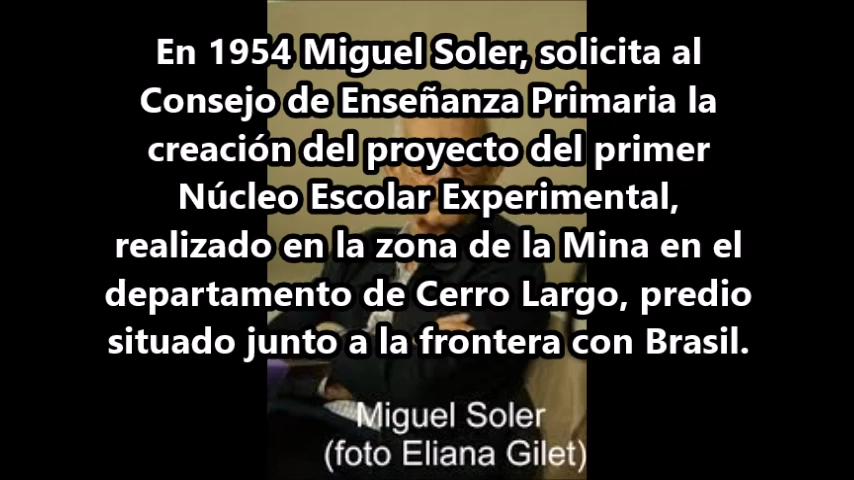 En 1954 Miguel Soler, solicita al
Consejo de Enseñanza Primaria la
creación del proyecto del primer
Núcleo Escolar Experimental,
realizado en la zona de la Mina en el
departamento de Cerro Largo, predio
situado junto a la frontera con Brasil.
Miguel Soler
(foto Eliana Gilet)